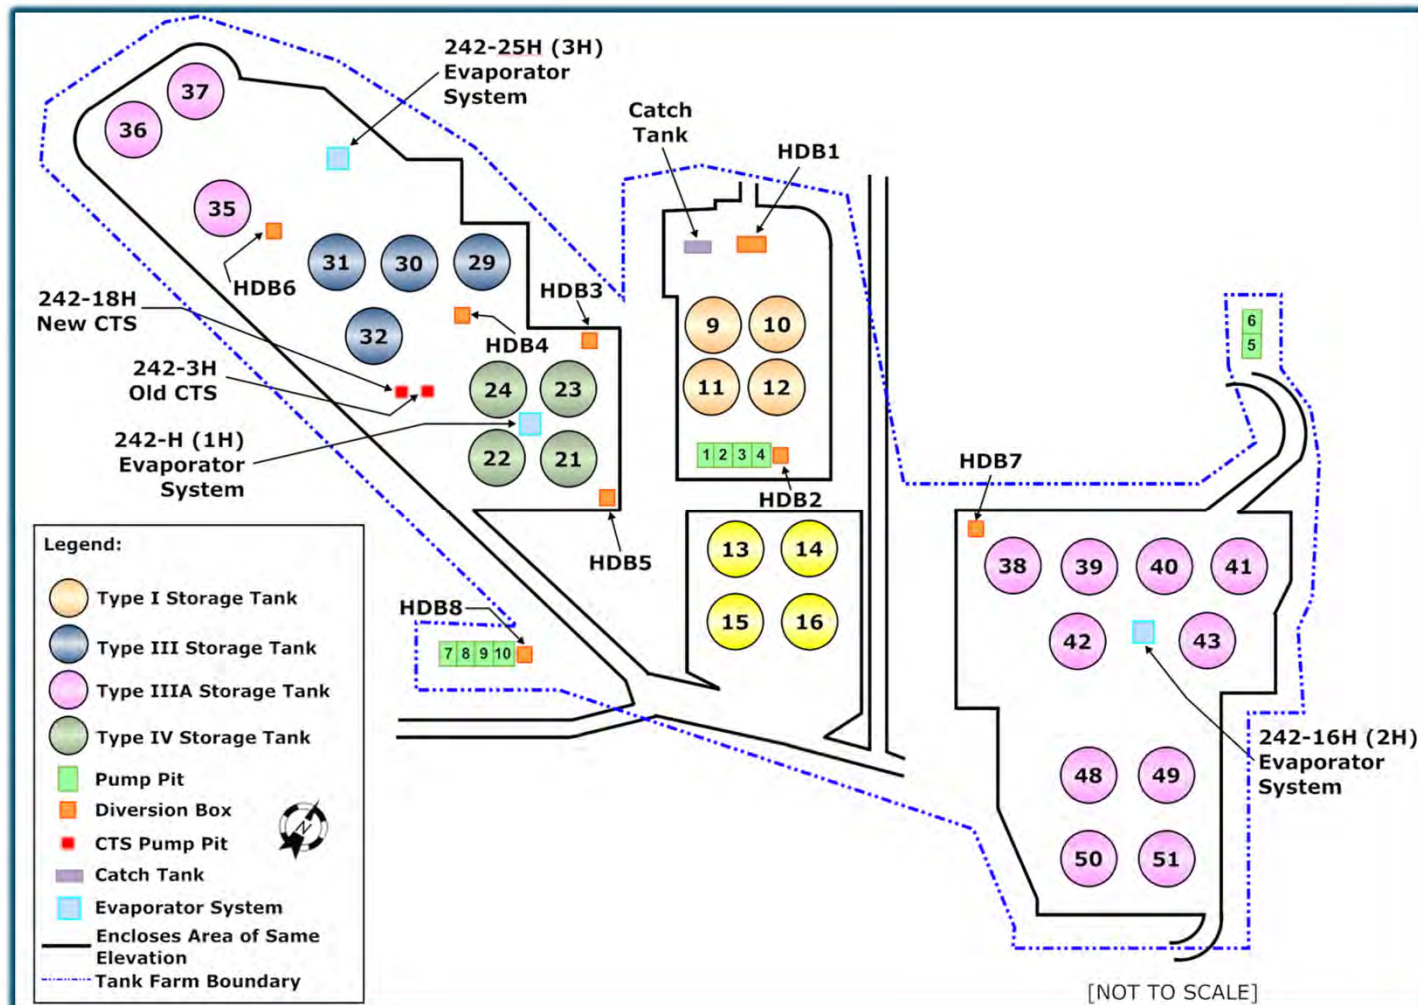 242-25H (3H)
Evaporator
System
Catch
Tank
HDB1
37
36
35
HDB6
31
30
29
HDB3
242-18H
New CTS
32
HDB4
242-3H
Old CTS
24
23
242-H (1H)
Evaporator
System
22
21
HDB5
9
10
11
12
1 2 3 4
HDB2
6
5
HDB7
13
14
15
16
38
39
40
41
42
43
HDB8
7 8 9 10
242-16H (2H)
Evaporator
System
48
49
50
51
Legend:
Type I Storage Tank
Type III Storage Tank
Type IIIA Storage Tank
Type IV Storage Tank
Pump Pit
Diversion Box
N
CTS Pump Pit
Catch Tank
Evaporator System
Encloses Area of Same
Elevation
Tank Farm Boundary
[NOT TO SCALE]